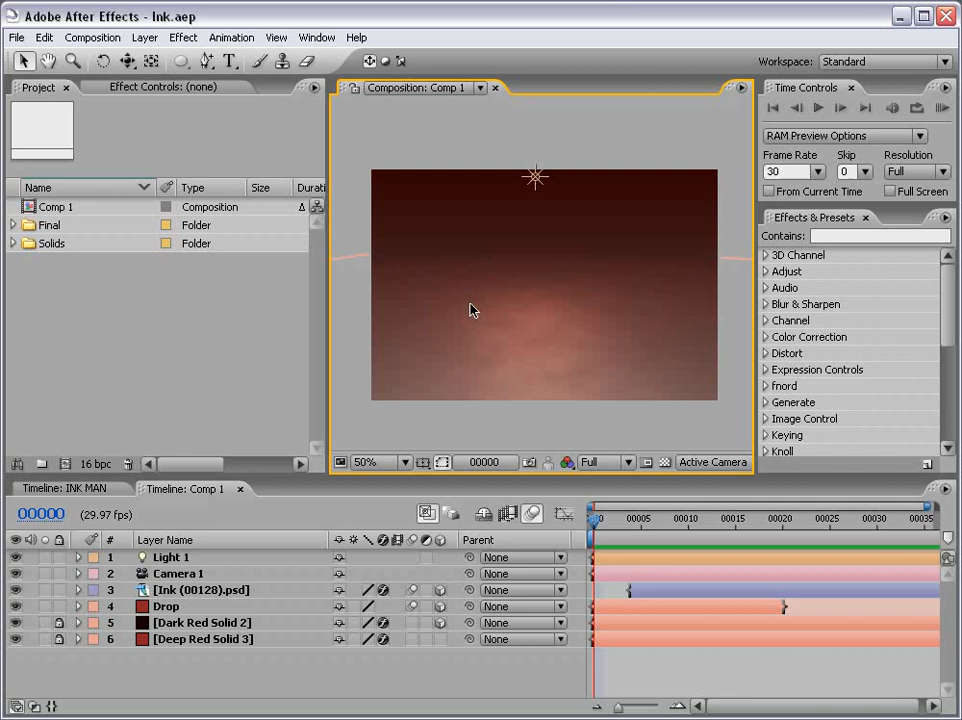 Adobe After Effects - Ink.aep
File Edit Composition Layer Effect Animation View Window Help
Workspace: Standard
Project Effect Controls: (none)
Composition: Comp 1
Time Controls
RAM Preview Options
Frame Rate Skip Resolution
30 0 Full
From Current Time Full Screen
Effects & Presets
Contains:
Name Type Size Durati
Comp 1 Composition
Final Folder
Solids Folder
3D Channel
Adjust
Audio
Blur & Sharpen
Channel
Color Correction
Distort
Expression Controls
fnord
Generate
Image Control
Keying
Knoll
16 bpc
50% 00000 Full Active Camera
Timeline: INK MAN Timeline: Comp 1
00000 (29.97 fps)
00005 00010 00015 00020 00025 00030 00035
# Layer Name Parent
1 Light 1 None
2 Camera 1 None
3 [Ink (00128).psd] None
4 Drop None
5 [Dark Red Solid 2] None
6 [Deep Red Solid 3] None